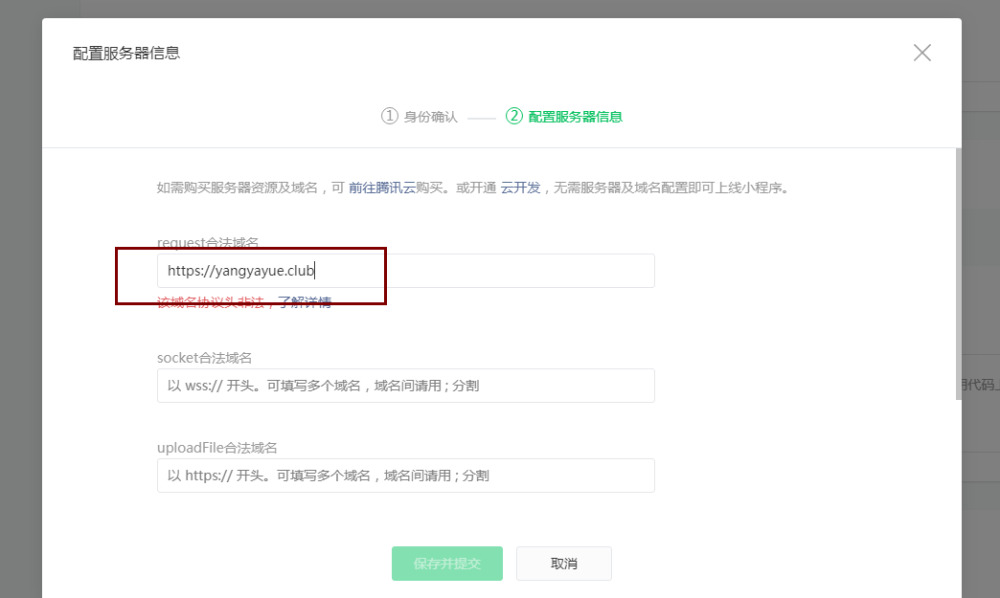 配置服务器信息
① 身份确认 ② 配置服务器信息
如需购买服务器资源及域名，可 前往腾讯云购买。或开通 云开发，无需服务器及域名配置即可上线小程序。
request合法域名
https://yangyayue.club
该域名协议头非法，了解详情
socket合法域名
以 wss:// 开头。可填写多个域名，域名间请用 ; 分割
明代码
uploadFile合法域名
以 https:// 开头。可填写多个域名，域名间请用 ; 分割
保存并提交 取消